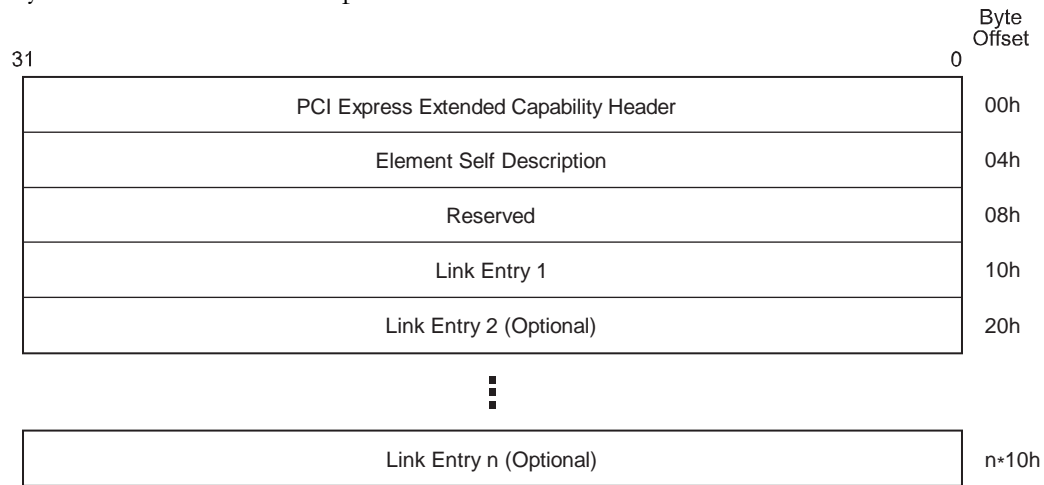 Byte
Offset
31 0
PCI Express Extended Capability Header 00h
Element Self Description 04h
Reserved 08h
Link Entry 1 10h
Link Entry 2 (Optional) 20h
Link Entry n (Optional) n*10h